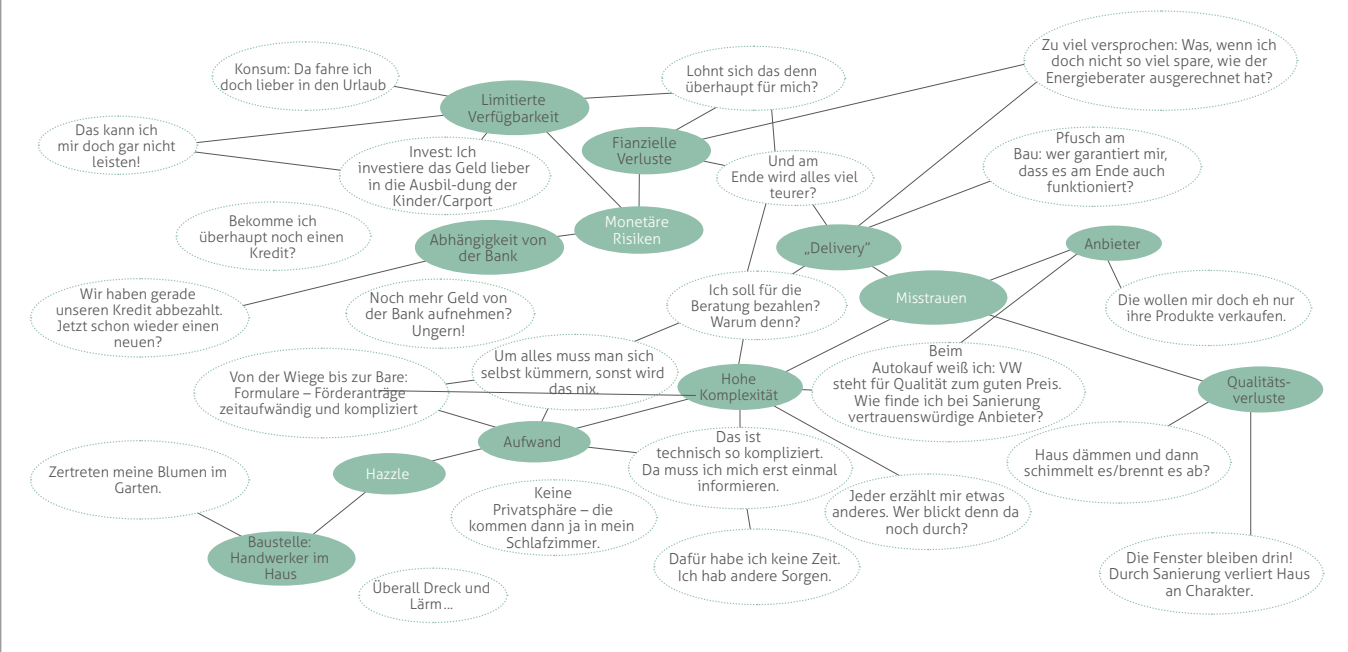 Konsum: Da fahre ich
doch lieber in den Urlaub
Limitierte
Verfügbarkeit
Lohnt sich das denn
überhaupt für mich?
Zu viel versprochen: Was, wenn ich
doch nicht so viel spare, wie der
Energieberater ausgerechnet hat?
Das kann ich
mir doch gar nicht
leisten!
Invest: Ich
investiere das Geld lieber
in die Ausbil-dung der
Kinder/Carport
Fianzielle
Verluste
Und am
Ende wird alles viel
teurer?
Pfusch am
Bau: wer garantiert mir,
dass es am Ende auch
funktioniert?
Bekomme ich
überhaupt noch einen
Kredit?
Abhängigkeit von
der Bank
Monetäre
Risiken
„Delivery“
Anbieter
Wir haben gerade
unseren Kredit abbezahlt.
Jetzt schon wieder einen
neuen?
Noch mehr Geld von
der Bank aufnehmen?
Ungern!
Ich soll für die
Beratung bezahlen?
Warum denn?
Misstrauen
Die wollen mir doch eh nur
ihre Produkte verkaufen.
Von der Wiege bis zur Bare:
Formulare – Förderanträge
zeitaufwändig und kompliziert
Um alles muss man sich
selbst kümmern, sonst wird
das nix.
Hohe
Komplexität
Beim
Autokauf weiß ich: VW
steht für Qualität zum guten Preis.
Wie finde ich bei Sanierung
vertrauenswürdige Anbieter?
Qualitäts-
verluste
Zertreten meine Blumen im
Garten.
Hazzle
Aufwand
Das ist
technisch so kompliziert.
Da muss ich mich erst einmal
informieren.
Haus dämmen und dann
schimmelt es/brennt es ab?
Keine
Privatsphäre – die
kommen dann ja in mein
Schlafzimmer.
Jeder erzählt mir etwas
anderes. Wer blickt denn da
noch durch?
Baustelle:
Handwerker im
Haus
Überall Dreck und
Lärm ...
Dafür habe ich keine Zeit.
Ich hab andere Sorgen.
Die Fenster bleiben drin!
Durch Sanierung verliert Haus
an Charakter.